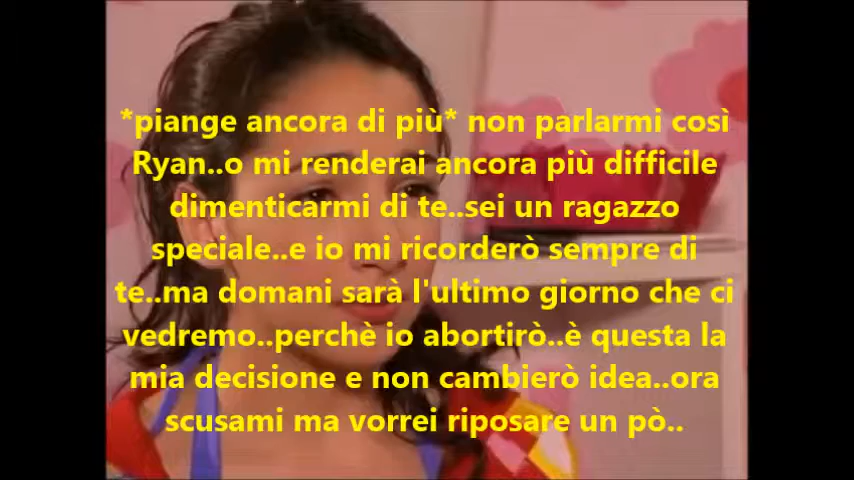 *piange ancora di più* non parlarmi così
Ryan..o mi renderai ancora più difficile
dimenticarmi di te..sei un ragazzo
speciale..e io mi ricorderò sempre di
te..ma domani sarà l'ultimo giorno che ci
vedremo..perchè io abortirò..è questa la
mia decisione e non cambierò idea..ora
scusami ma vorrei riposare un pò..